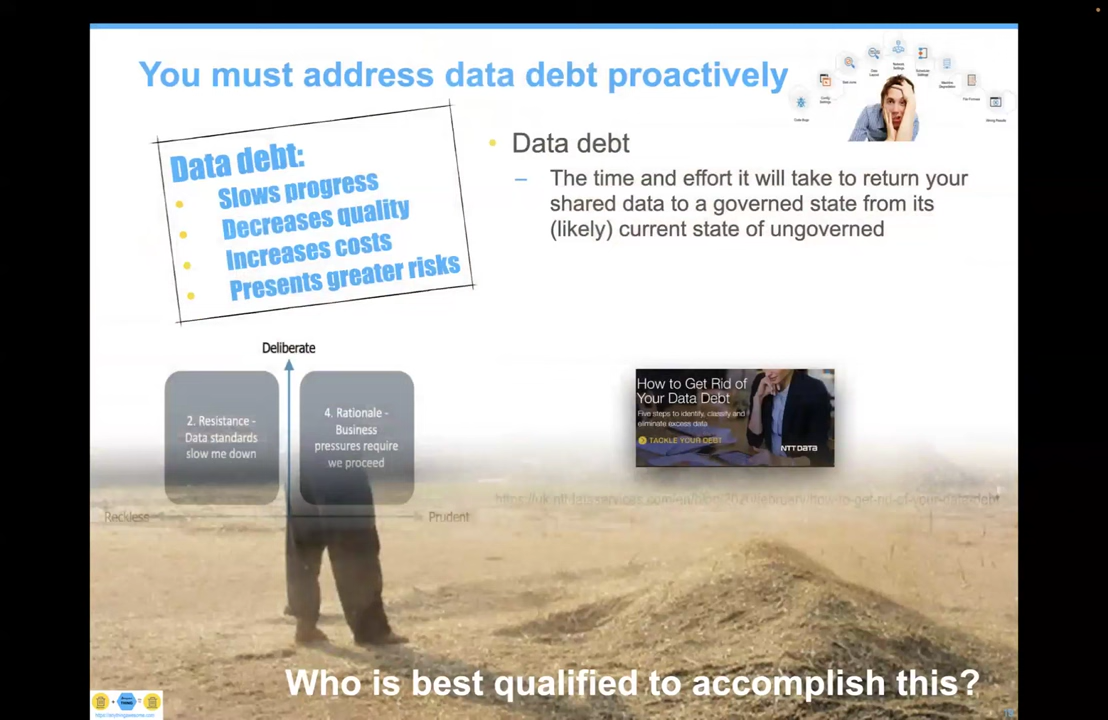 You must address data debt proactively
Data debt:
Slows progress
Decreases quality
Increases costs
Presents greater risks
• Data debt
– The time and effort it will take to return your
shared data to a governed state from its
(likely) current state of ungoverned
Deliberate
2. Resistance -
Data standards
slow me down
4. Rationale -
Business
pressures require
we proceed
Reckless
Prudent
How to Get Rid of
Your Data Debt
Five steps to identify, classify and
eliminate excess data
TACKLE YOUR DEBT
NTT DATA
Who is best qualified to accomplish this?